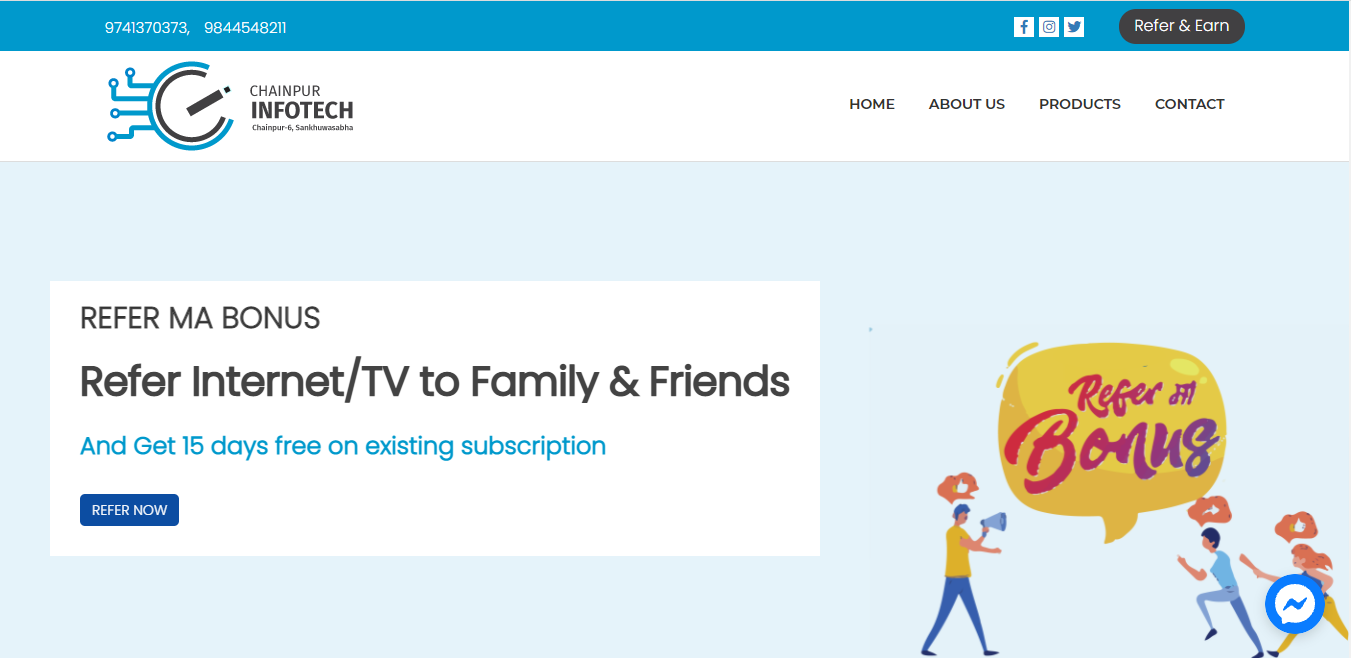 9741370373, 9844548211
Refer & Earn
CHAINPUR
INFOTECH
Chainpur-6, Sankhuwasabha
HOME ABOUT US PRODUCTS CONTACT
REFER MA BONUS
Refer Internet/TV to Family & Friends
And Get 15 days free on existing subscription
REFER NOW
Refer मा
Bonus